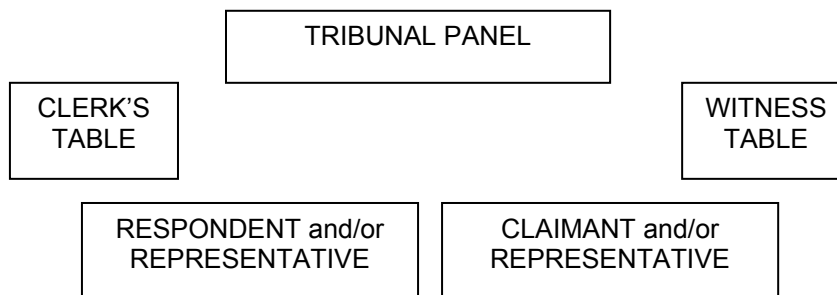 TRIBUNAL PANEL
CLERK’S
TABLE
WITNESS
TABLE
RESPONDENT and/or
REPRESENTATIVE
CLAIMANT and/or
REPRESENTATIVE